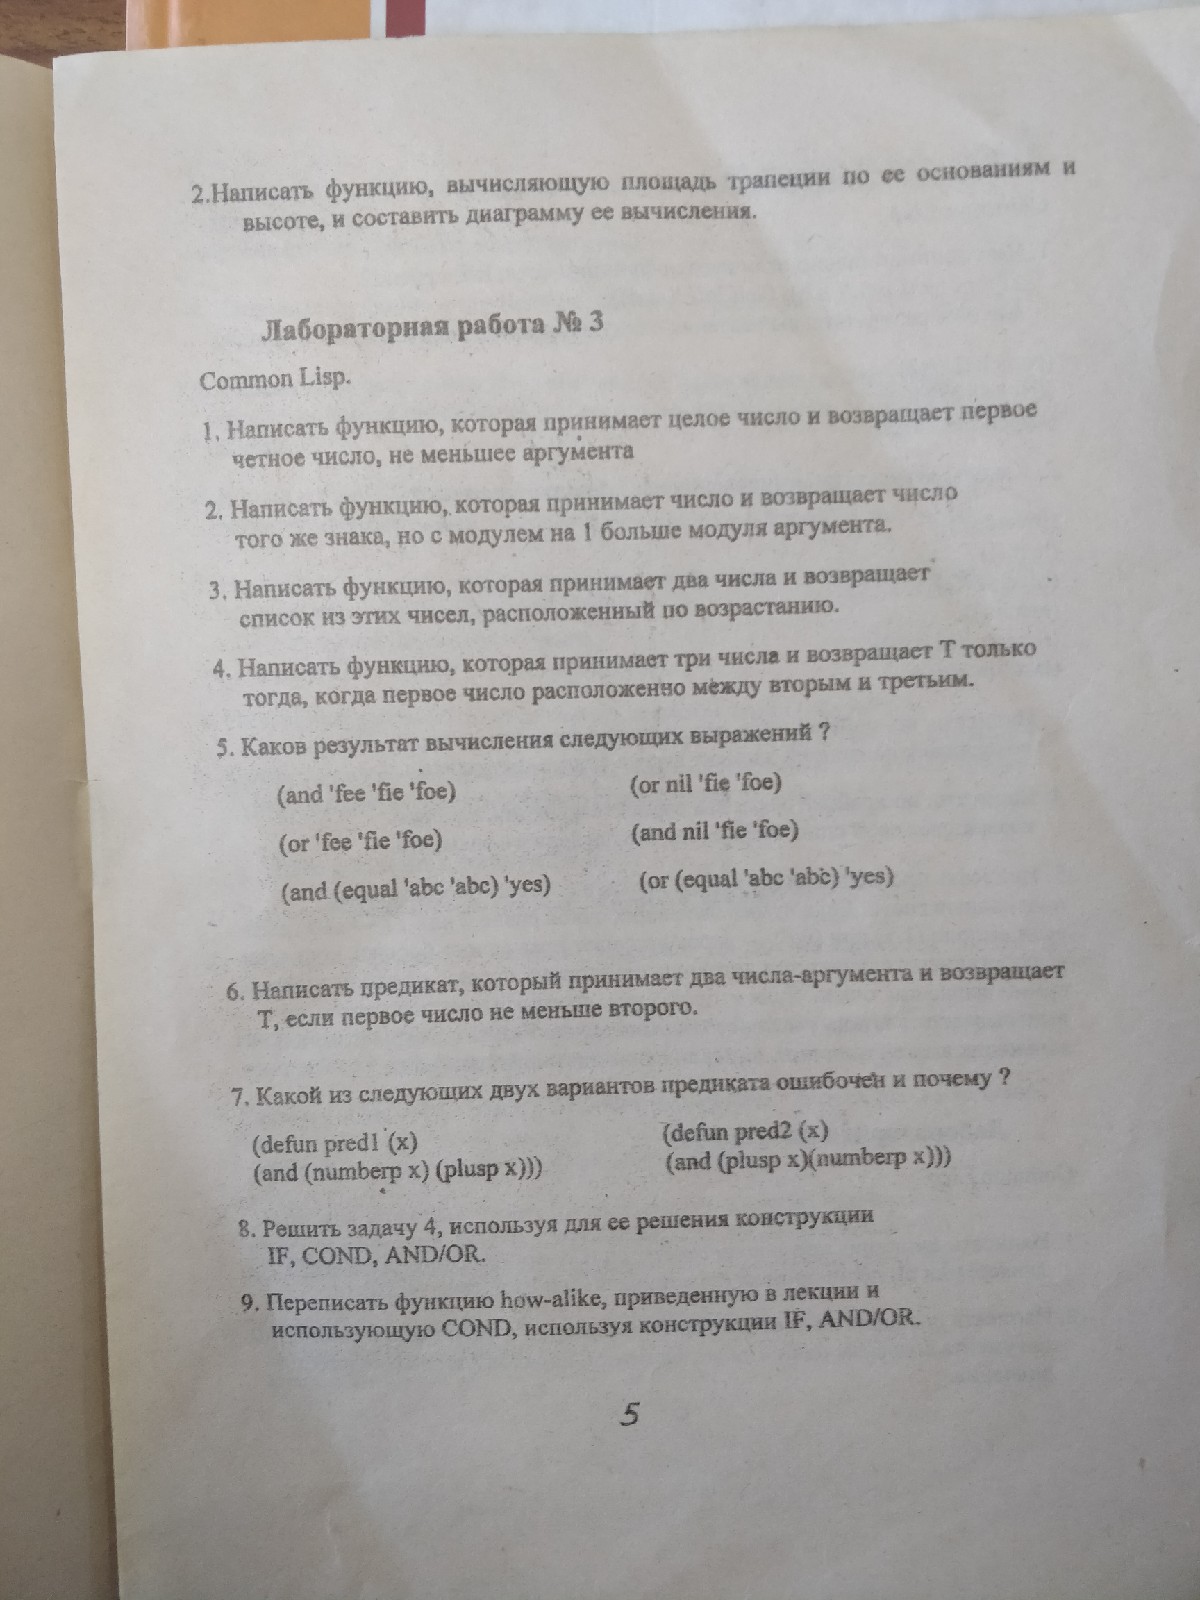 2.Написать функцию, вычисляющую площадь трапеции по ее основаниям и
высоте, и составить диаграмму ее вычисления.
Лабораторная работа № 3
Common Lisp.
1. Написать функцию, которая принимает целое число и возвращает первое
четное число, не меньшее аргумента
2. Написать функцию, которая принимает число и возвращает число
того же знака, но с модулем на 1 больше модуля аргумента.
3. Написать функцию, которая принимает два числа и возвращает
список из этих чисел, расположенный по возрастанию.
4. Написать функцию, которая принимает три числа и возвращает Т только
тогда, когда первое число расположенно между вторым и третьим.
5. Каков результат вычисления следующих выражений ?
(and 'fee 'fie 'foe) (or nil 'fie 'foe)
(or 'fee 'fie 'foe) (and nil 'fie 'foe)
(and (equal 'abc 'abc) 'yes) (or (equal 'abc 'abc) 'yes)
6. Написать предикат, который принимает два числа-аргумента и возвращает
Т, если первое число не меньше второго.
7. Какой из следующих двух вариантов предиката ошибочен и почему ?
(defun pred1 (x) (defun pred2 (x)
(and (numberp x) (plusp x))) (and (plusp x)(numberp x)))
8. Решить задачу 4, используя для ее решения конструкции
IF, COND, AND/OR.
9. Переписать функцию how-alike, приведенную в лекции и
использующую COND, используя конструкции IF, AND/OR.
5